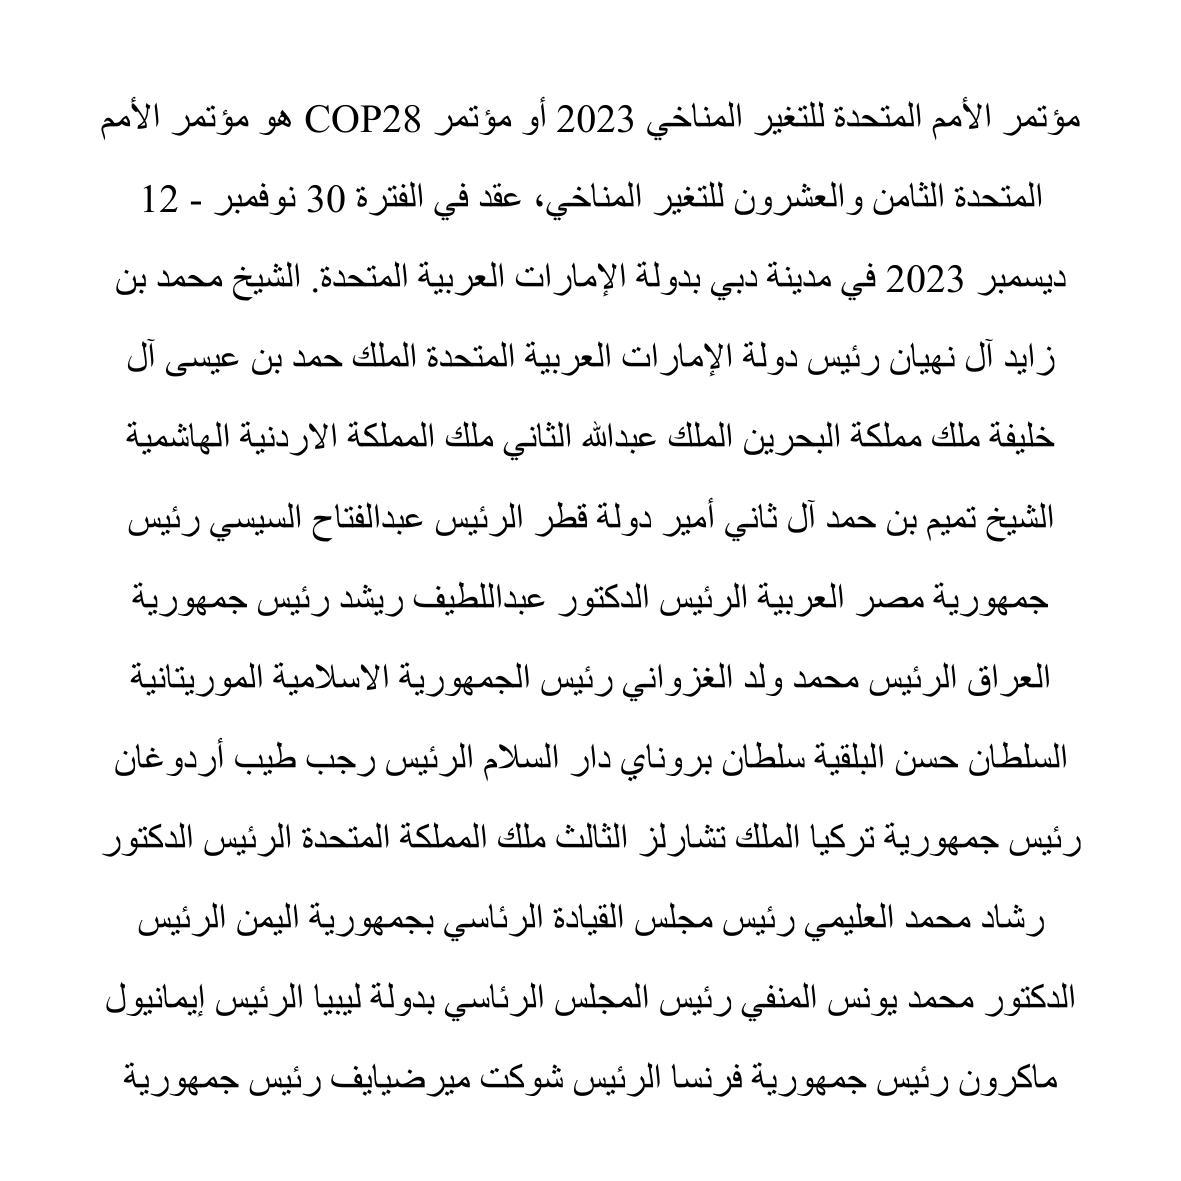 مؤتمر الأمم المتحدة للتغير المناخي 2023 أو مؤتمر COP28 هو مؤتمر الأمم
المتحدة الثامن والعشرون للتغير المناخي، عقد في الفترة 30 نوفمبر - 12
ديسمبر 2023 في مدينة دبي بدولة الإمارات العربية المتحدة. الشيخ محمد بن
زايد آل نهيان رئيس دولة الإمارات العربية المتحدة الملك حمد بن عيسى آل
خليفة ملك مملكة البحرين الملك عبدالله الثاني ملك المملكة الاردنية الهاشمية
الشيخ تميم بن حمد آل ثاني أمير دولة قطر الرئيس عبدالفتاح السيسي رئيس
جمهورية مصر العربية الرئيس الدكتور عبداللطيف ريشد رئيس جمهورية
العراق الرئيس محمد ولد الغزواني رئيس الجمهورية الاسلامية الموريتانية
السلطان حسن البلقية سلطان بروناي دار السلام الرئيس رجب طيب أردوغان
رئيس جمهورية تركيا الملك تشارلز الثالث ملك المملكة المتحدة الرئيس الدكتور
رشاد محمد العليمي رئيس مجلس القيادة الرئاسي بجمهورية اليمن الرئيس
الدكتور محمد يونس المنفي رئيس المجلس الرئاسي بدولة ليبيا الرئيس إيمانيول
ماكرون رئيس جمهورية فرنسا الرئيس شوكت ميرضيايف رئيس جمهورية